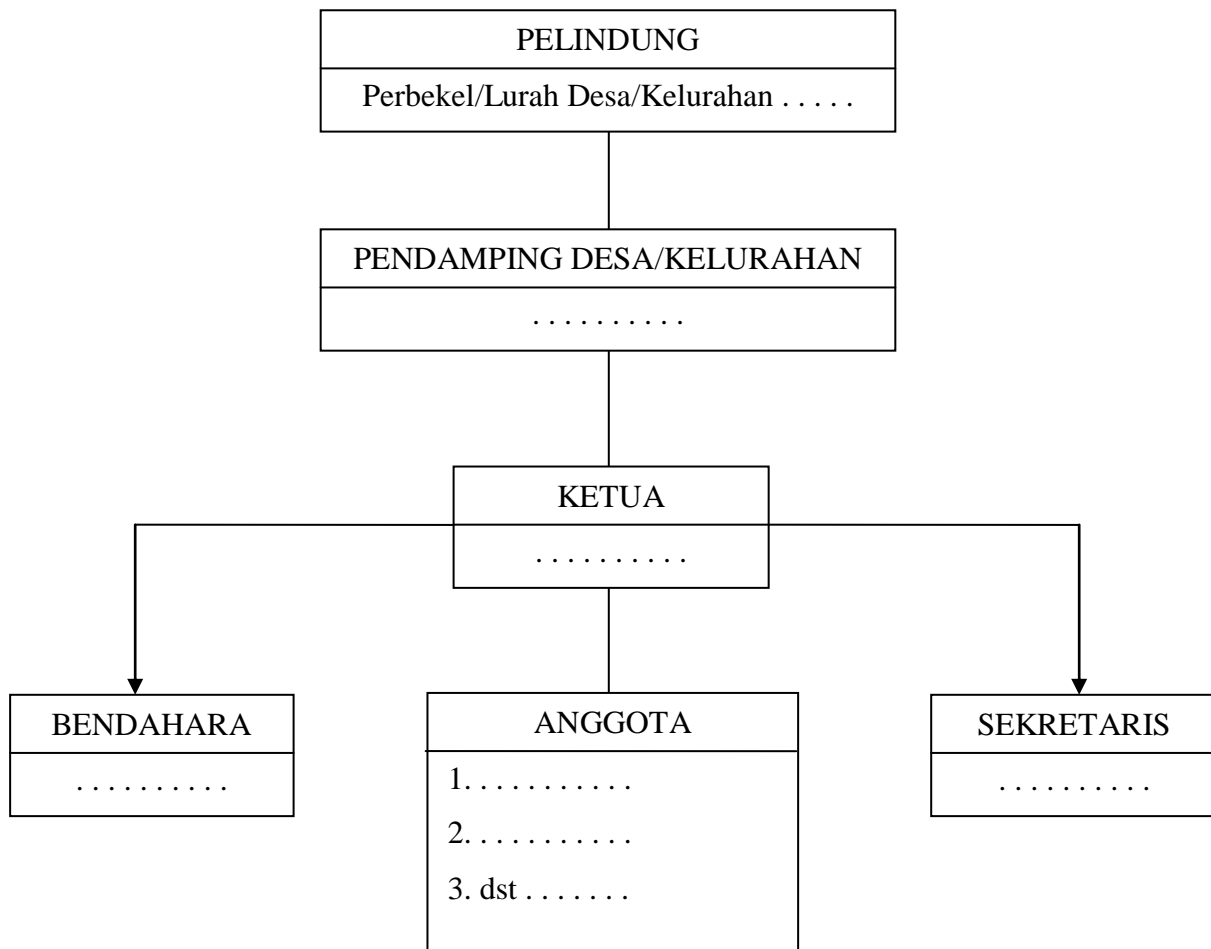 PELINDUNG
Perbekel/Lurah Desa/Kelurahan . . . . .
PENDAMPING DESA/KELURAHAN
. . . . . . . . . .
KETUA
. . . . . . . . . .
BENDAHARA
. . . . . . . . . .
ANGGOTA
1. . . . . . . . . . .
2. . . . . . . . . . .
3. dst . . . . . . .
SEKRETARIS
. . . . . . . . . .